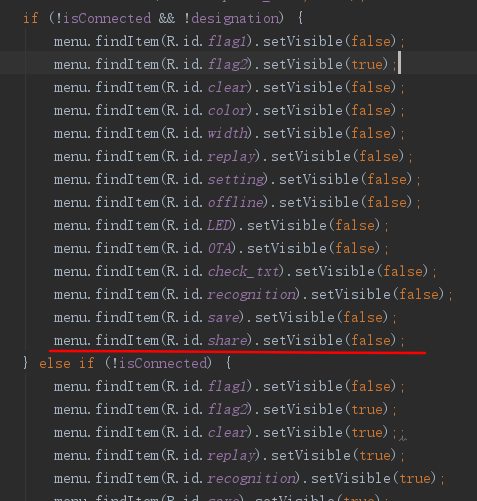 if (!isConnected && !designation) {
menu.findItem(R.id.flag1).setVisible(false);
menu.findItem(R.id.flag2).setVisible(true);
menu.findItem(R.id.clear).setVisible(false);
menu.findItem(R.id.color).setVisible(false);
menu.findItem(R.id.width).setVisible(false);
menu.findItem(R.id.replay).setVisible(false);
menu.findItem(R.id.setting).setVisible(false);
menu.findItem(R.id.offline).setVisible(false);
menu.findItem(R.id.LED).setVisible(false);
menu.findItem(R.id.OTA).setVisible(false);
menu.findItem(R.id.check_txt).setVisible(false);
menu.findItem(R.id.recognition).setVisible(false);
menu.findItem(R.id.save).setVisible(false);
menu.findItem(R.id.share).setVisible(false);
} else if (!isConnected) {
menu.findItem(R.id.flag1).setVisible(false);
menu.findItem(R.id.flag2).setVisible(true);
menu.findItem(R.id.clear).setVisible(true);;
menu.findItem(R.id.replay).setVisible(true);
menu.findItem(R.id.recognition).setVisible(true);
menu.findItem(R.id.save).setVisible(true);